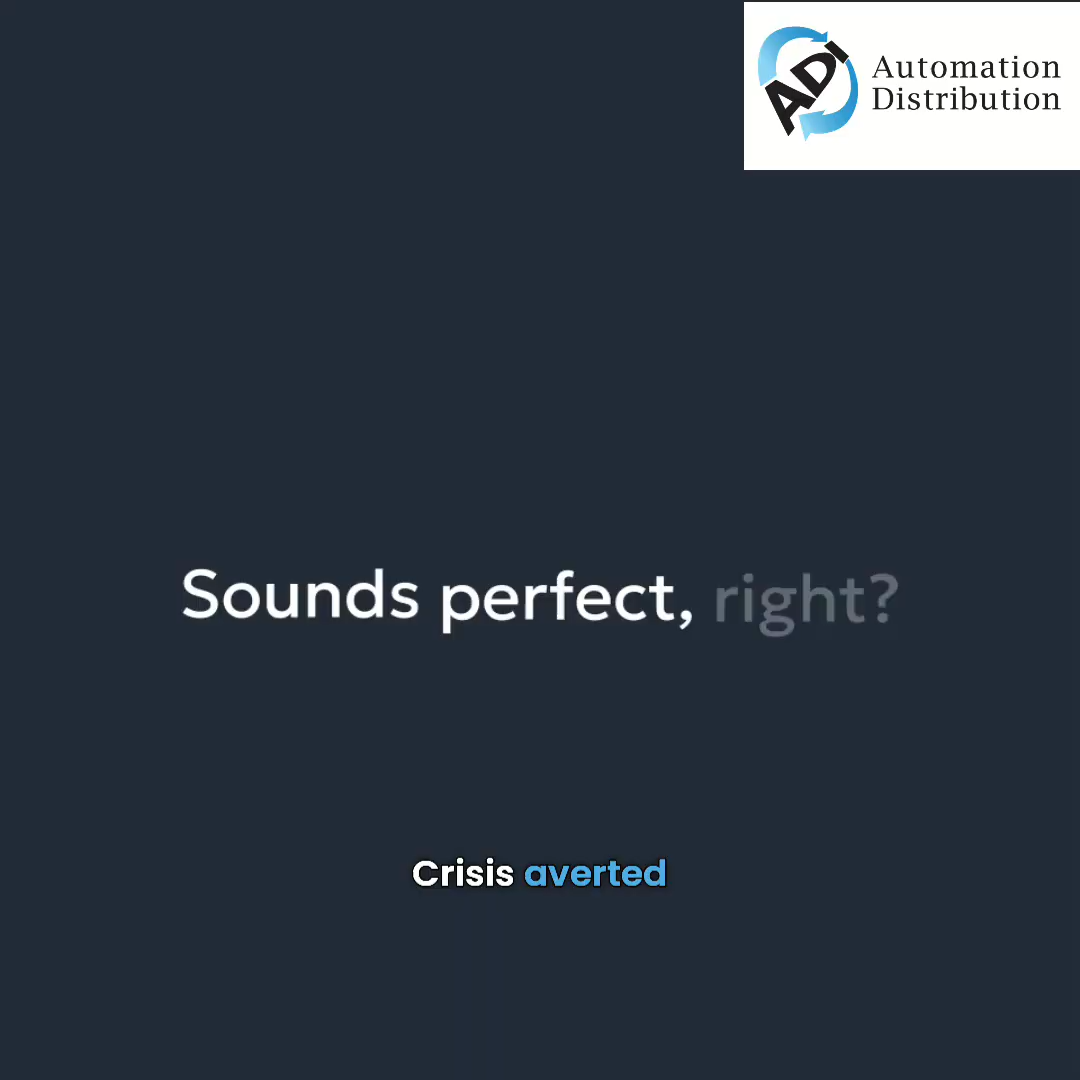 ADI
Automation
Distribution
Sounds perfect, right?
Crisis averted